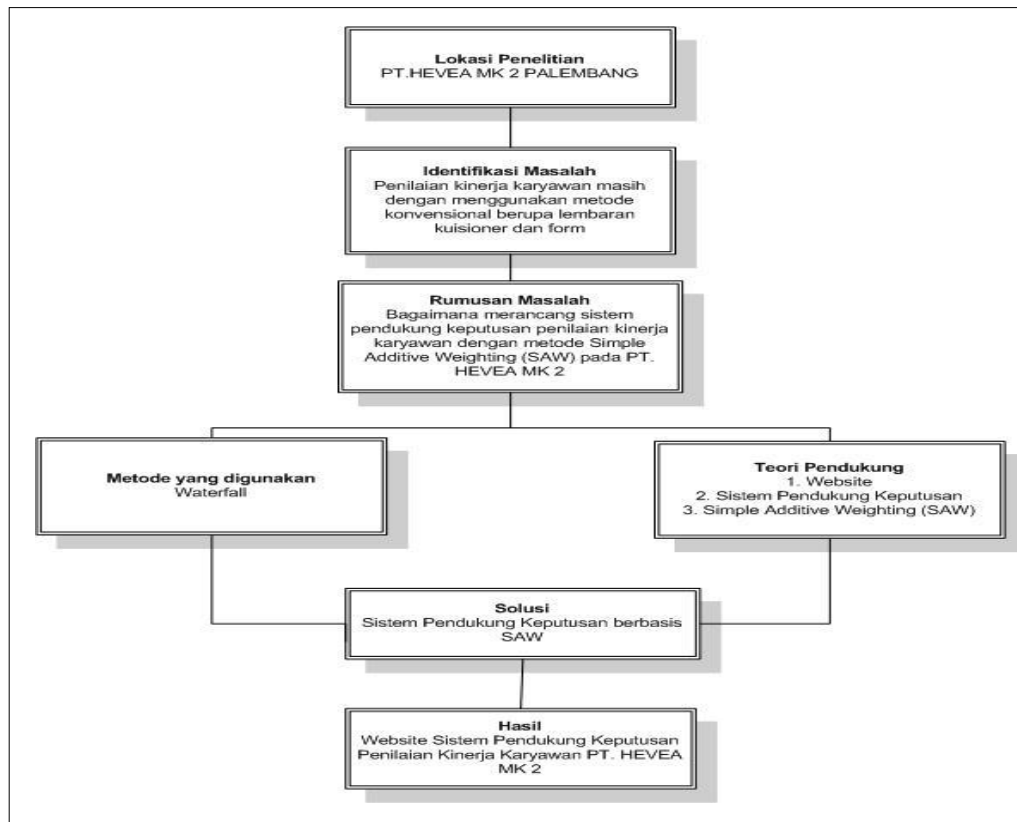 Lokasi Penelitian
PT.HEVEA MK 2 PALEMBANG
Identifikasi Masalah
Penilaian kinerja karyawan masih
dengan menggunakan metode
konvensional berupa lembaran
kuisioner dan form
Rumusan Masalah
Bagaimana merancang sistem
pendukung keputusan penilaian kinerja
karyawan dengan metode Simple
Additive Weighting (SAW) pada PT.
HEVEA MK 2
Metode yang digunakan
Waterfall
Teori Pendukung
1. Website
2. Sistem Pendukung Keputusan
3. Simple Additive Weighting (SAW)
Solusi
Sistem Pendukung Keputusan berbasis
SAW
Hasil
Website Sistem Pendukung Keputusan
Penilaian Kinerja Karyawan PT. HEVEA
MK 2